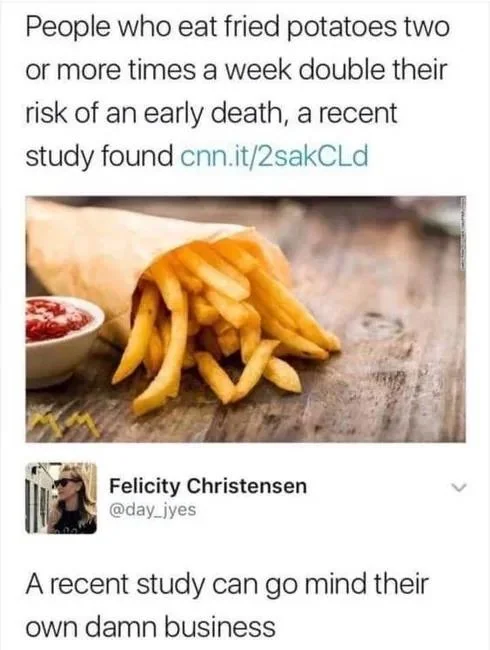 People who eat fried potatoes two
or more times a week double their
risk of an early death, a recent
study found cnn.it/2sakCLd
MM
Felicity Christensen
@day_jyes
A recent study can go mind their
own damn business